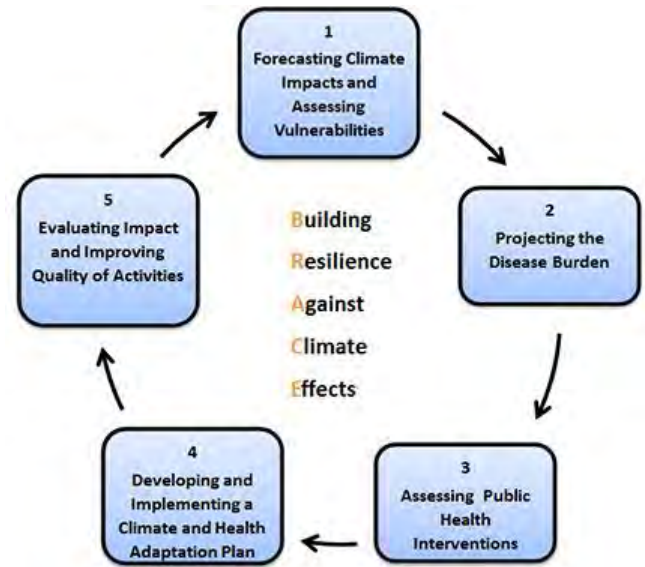 1
Forecasting Climate
Impacts and
Assessing
Vulnerabilities
2
Projecting the
Disease Burden
3
Assessing Public
Health
Interventions
4
Developing and
Implementing a
Climate and Health
Adaptation Plan
5
Evaluating Impact
and Improving
Quality of Activities
Building
Resilience
Against
Climate
Effects